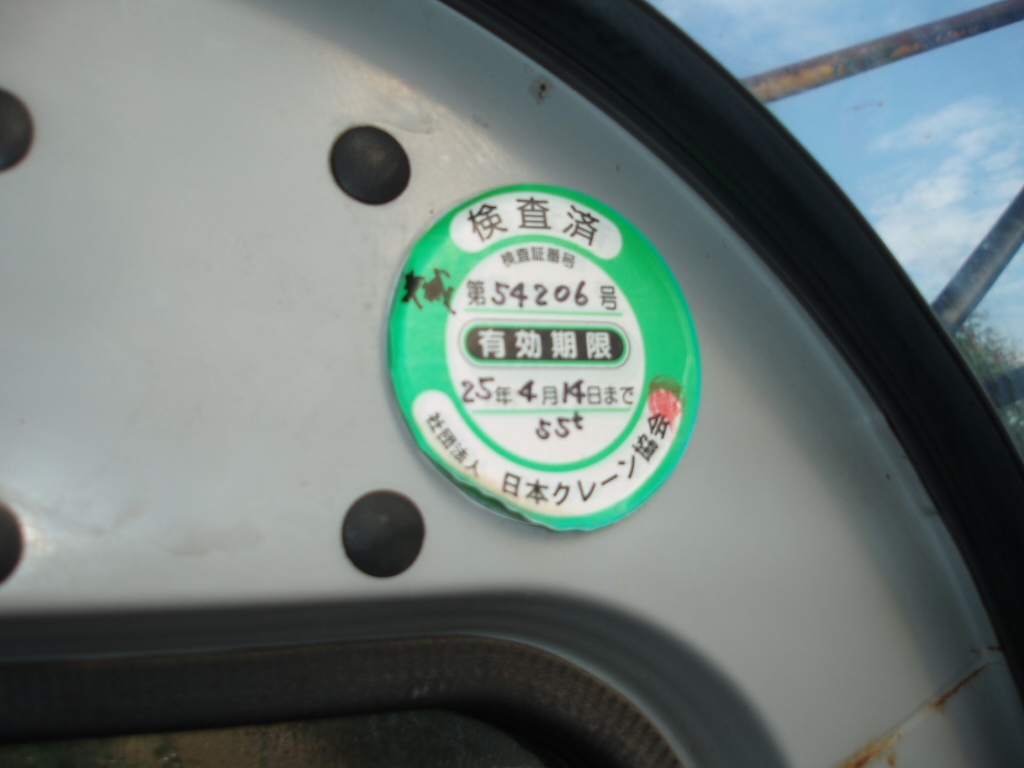 検査済
検査証番号
第54206号
有効期限
25年4月14日まで
55t
社団法人 日本クレーン協会